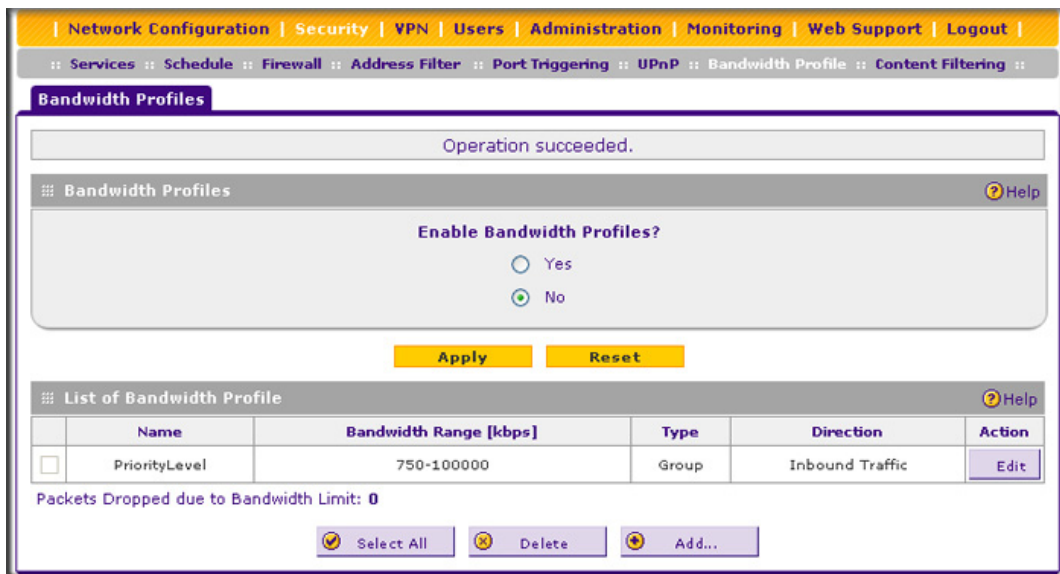 | Network Configuration | Security | VPN | Users | Administration | Monitoring | Web Support | Logout |
:: Services :: Schedule :: Firewall :: Address Filter :: Port Triggering :: UPnP :: Bandwidth Profile :: Content Filtering ::
Bandwidth Profiles
Operation succeeded.
Bandwidth Profiles ? Help
Enable Bandwidth Profiles?
Yes
No
Apply Reset
List of Bandwidth Profile ? Help
Name Bandwidth Range [kbps] Type Direction Action
PriorityLevel 750-100000 Group Inbound Traffic Edit
Packets Dropped due to Bandwidth Limit: 0
Select All Delete Add...